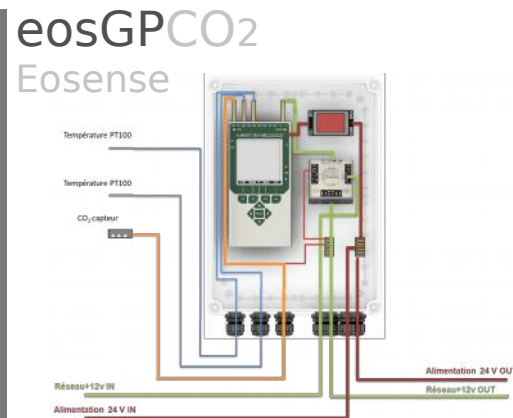 eosGPCO2
Eosense
Température PT100
Température PT100
CO2 capteur
Alimentation 24 V OU
Réseau+12v IN
Réseau+12v OUT
Alimentation 24 V IN